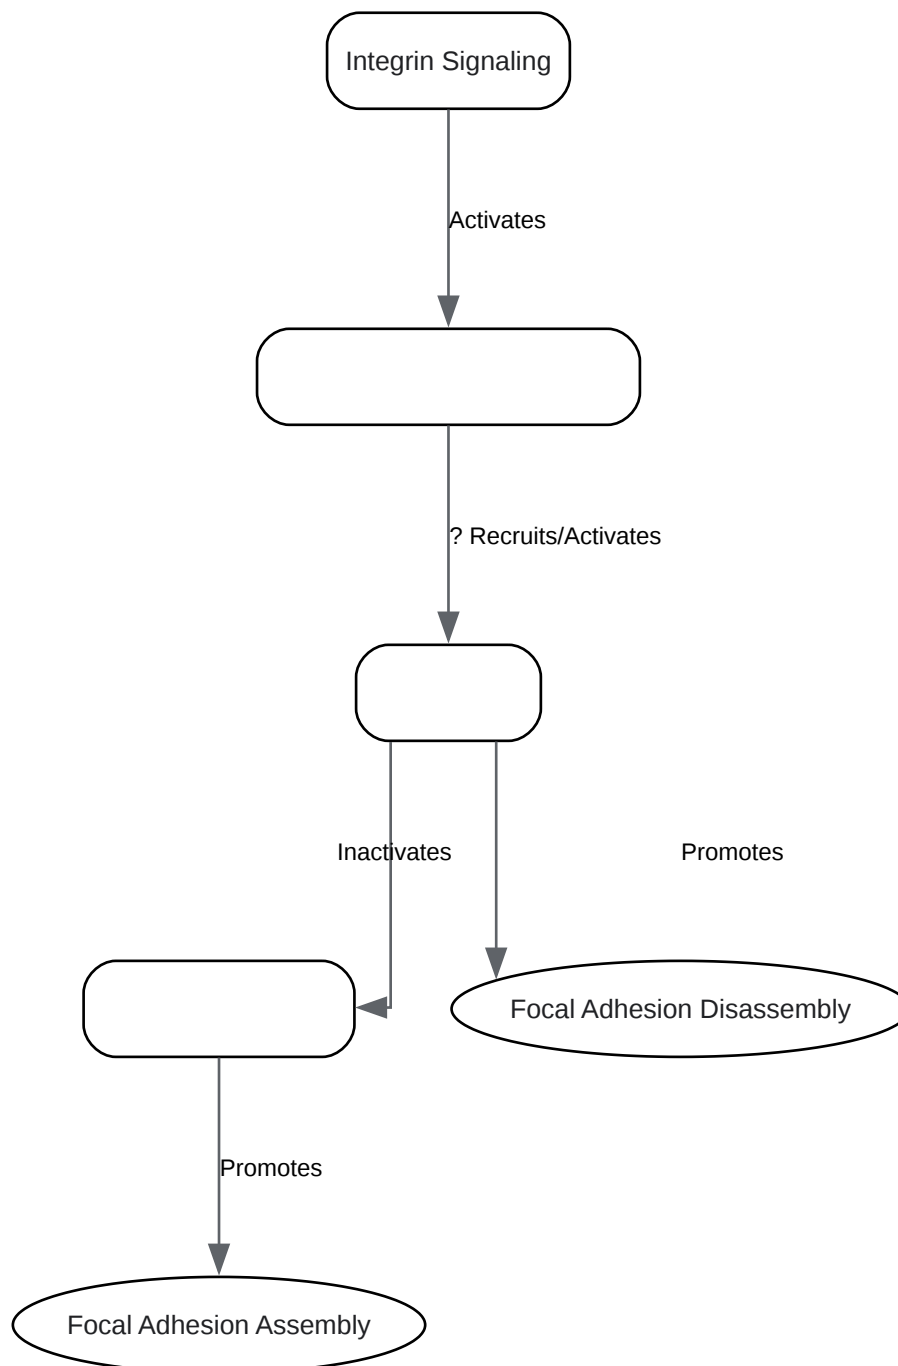 Integrin Signaling
Activates
? Recruits/Activates
Inactivates
Promotes
Focal Adhesion Disassembly
Promotes
Focal Adhesion Assembly